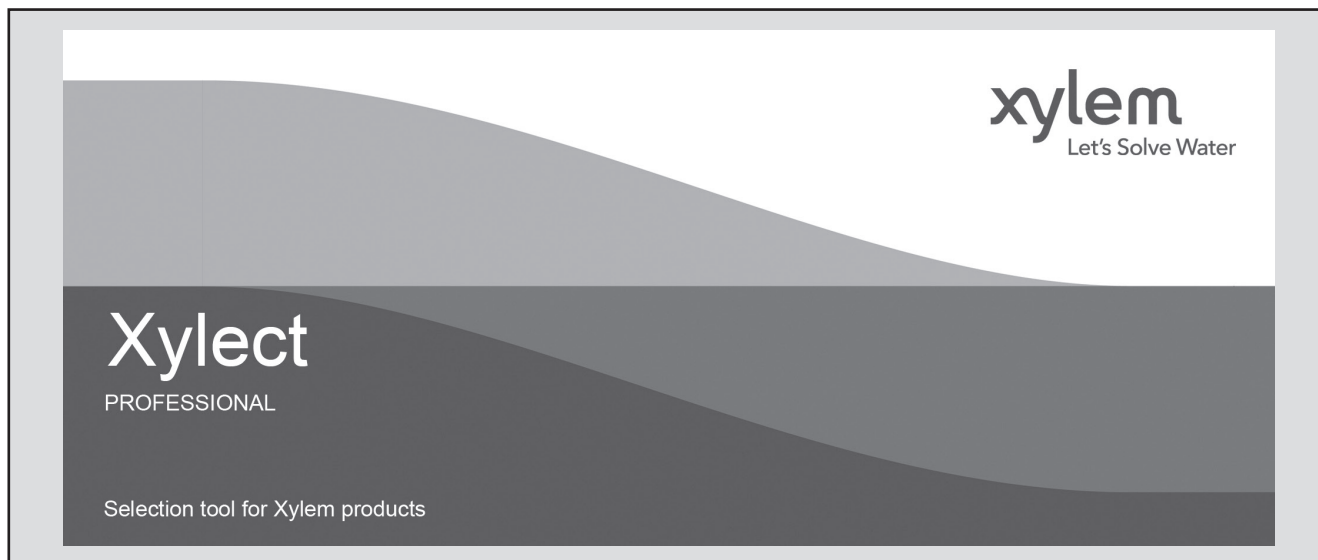 xylem
Let's Solve Water
Xylect
PROFESSIONAL
Selection tool for Xylem products